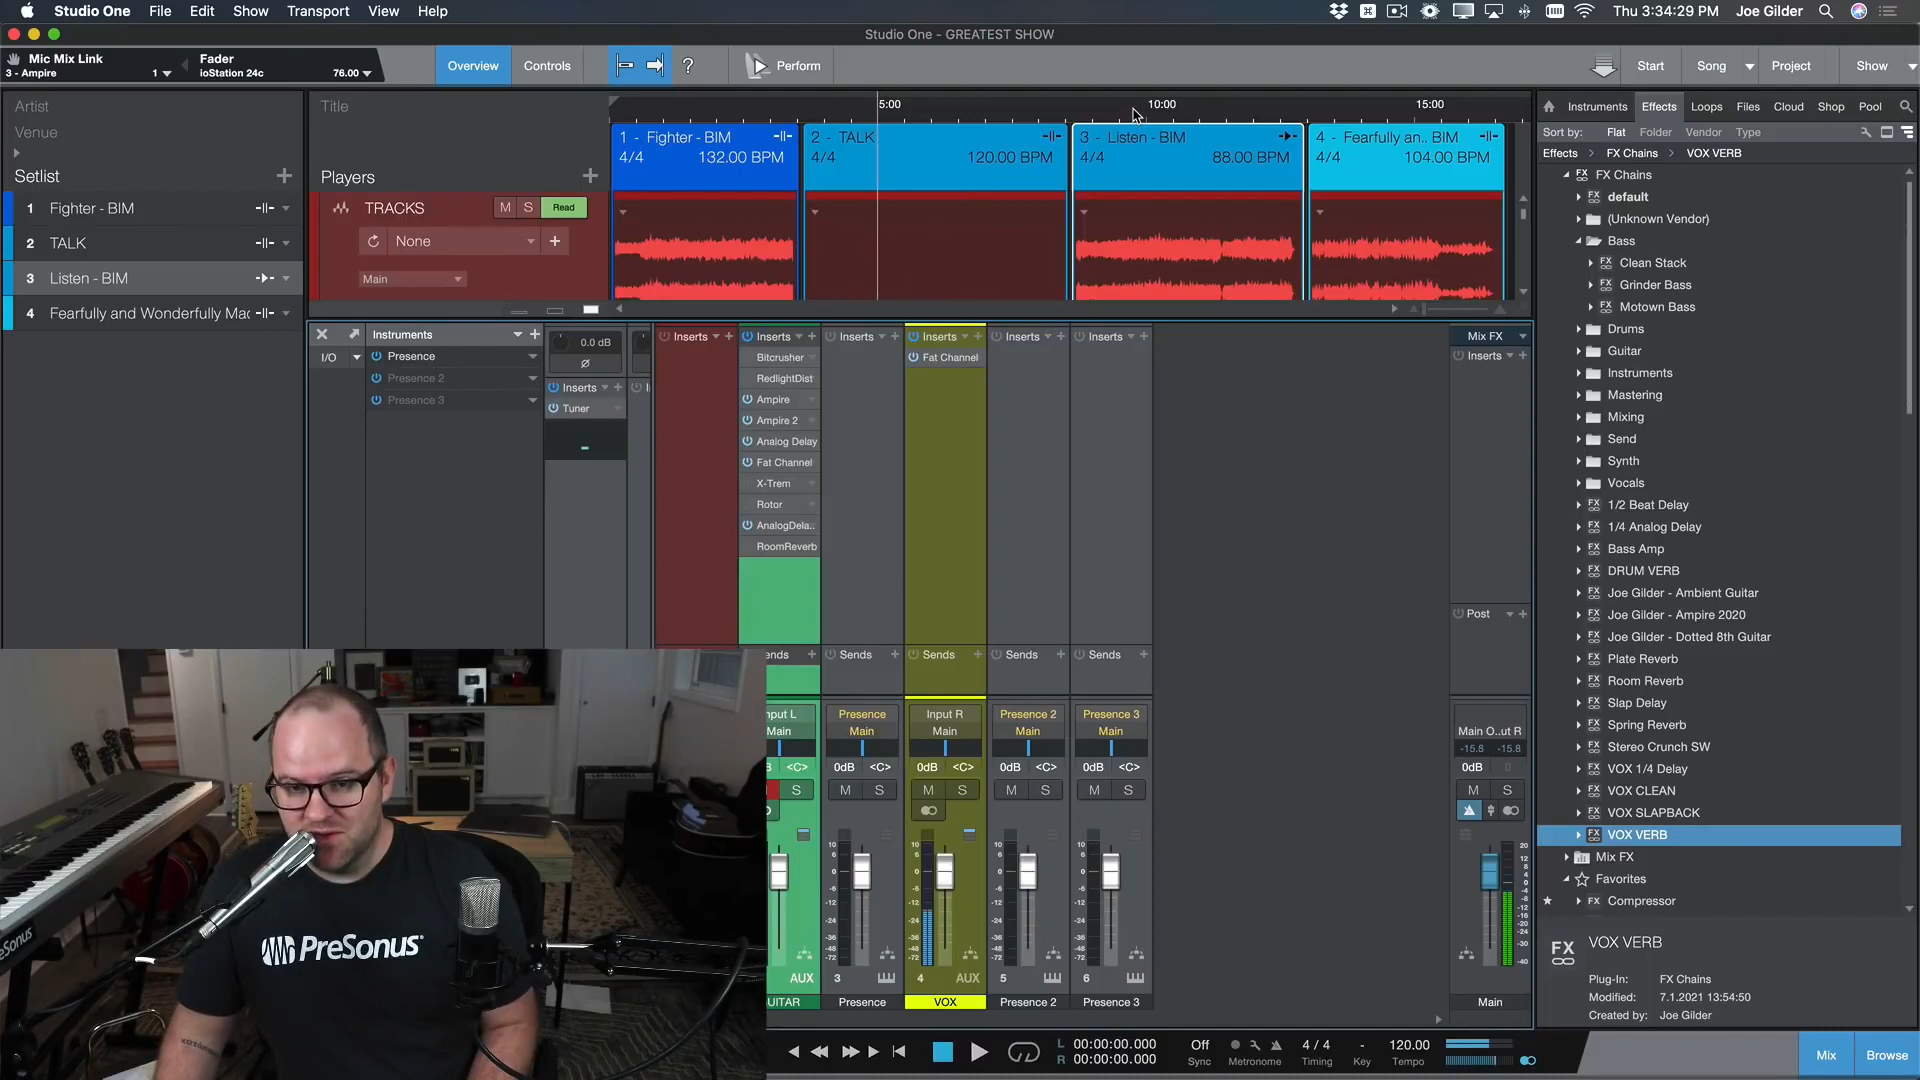 Studio One File Edit Show Transport View Help
Thu 3:34:29 PM Joe Gilder
Studio One - GREATEST SHOW
Mic Mix Link Fader
3 - Ampire 1 ioStation 24c 76.00
Overview Controls ? Perform Start Song Project Show
Artist
Venue
Setlist
1 Fighter - BIM
2 TALK
3 Listen - BIM
4 Fearfully and Wonderfully Mac
Title
Players
TRACKS M S Read
None
Main
5:00 10:00 15:00
1 - Fighter - BIM
4/4 132.00 BPM
2 - TALK
4/4 120.00 BPM
3 - Listen - BIM
4/4 88.00 BPM
4 - Fearfully an.. BIM
4/4 104.00 BPM
I/O
Instruments
Presence
Presence 2
Presence 3
0.0 dB
Inserts
Tuner
Inserts Inserts Inserts Inserts Inserts Inserts
Bitcrusher
RedlightDist
Ampire
Ampire 2
Analog Delay
Fat Channel
X-Trem
Rotor
AnalogDela..
RoomReverb
Fat Channel
Mix FX
Inserts
Post
ends Sends Sends Sends Sends
nput L Presence Input R Presence 2 Presence 3
Main Main Main Main Main
Main O..ut R
-15.8 -15.8
B <C> 0dB <C> 0dB <C> 0dB <C> 0dB <C> 0dB
S M S M S M S M S M S
AUX 3 4 AUX 5 6
UITAR Presence VOX Presence 2 Presence 3 Main
L 00:00:00.000
R 00:00:00.000
Off
Sync
Metronome
4 / 4
Timing
-
Key
120.00
Tempo
Mix Browse
Instruments Effects Loops Files Cloud Shop Pool
Sort by: Flat Folder Vendor Type
Effects > FX Chains > VOX VERB
FX Chains
default
(Unknown Vendor)
Bass
Clean Stack
Grinder Bass
Motown Bass
Drums
Guitar
Instruments
Mastering
Mixing
Send
Synth
Vocals
1/2 Beat Delay
1/4 Analog Delay
Bass Amp
DRUM VERB
Joe Gilder - Ambient Guitar
Joe Gilder - Ampire 2020
Joe Gilder - Dotted 8th Guitar
Plate Reverb
Room Reverb
Slap Delay
Spring Reverb
Stereo Crunch SW
VOX 1/4 Delay
VOX CLEAN
VOX SLAPBACK
VOX VERB
Mix FX
Favorites
FX Compressor
FX VOX VERB
Plug-In: FX Chains
Modified: 7.1.2021 13:54:50
Created by: Joe Gilder
PreSonus
PreSonus